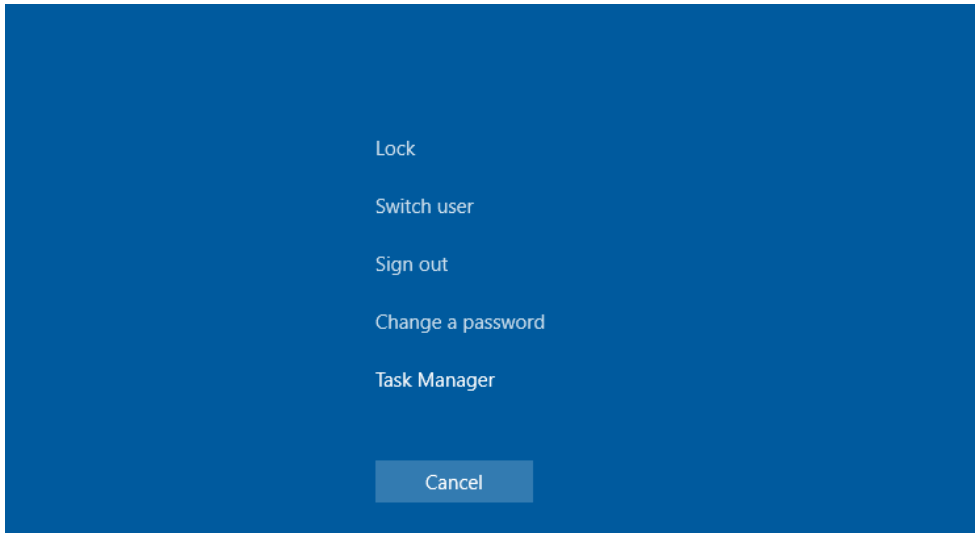 Lock
Switch user
Sign out
Change a password
Task Manager
Cancel